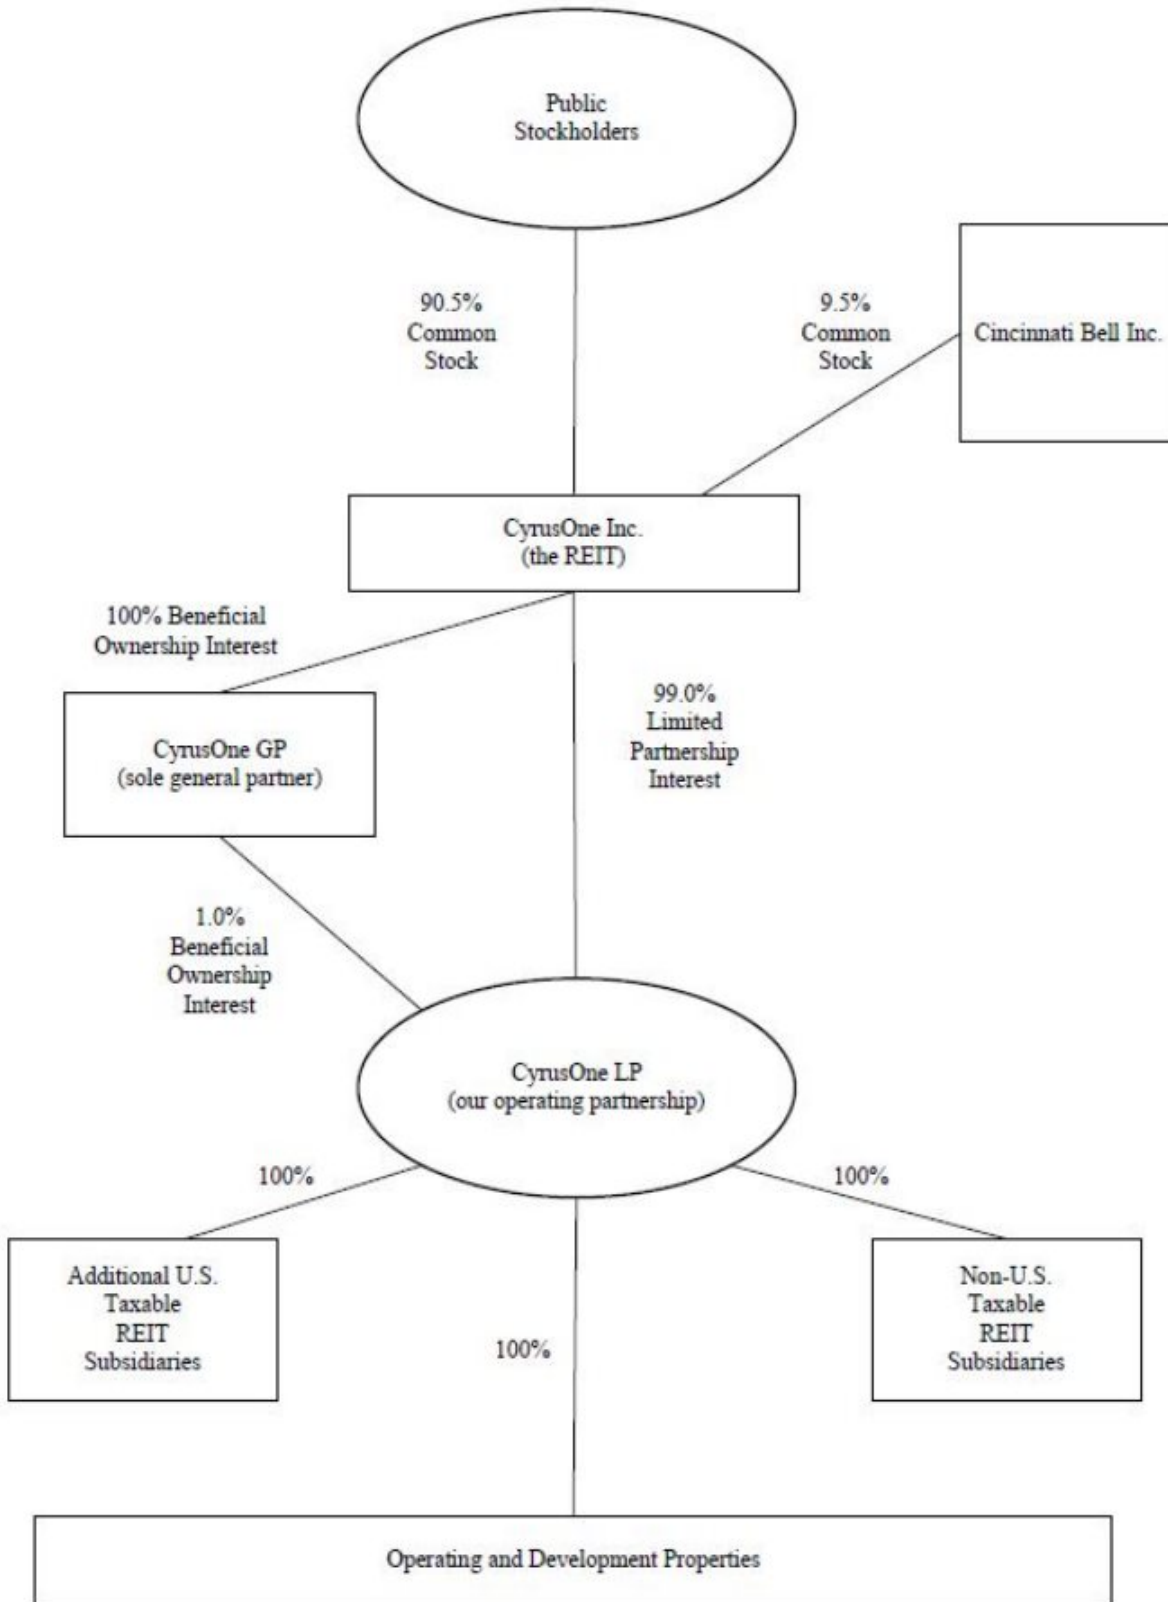 Public
Stockholders
90.5%
Common
Stock
9.5%
Common
Stock
Cincinnati Bell Inc.
CyrusOne Inc.
(the REIT)
100% Beneficial
Ownership Interest
99.0%
Limited
Partnership
Interest
CyrusOne GP
(sole general partner)
1.0%
Beneficial
Ownership
Interest
CyrusOne LP
(our operating partnership)
100%
100%
Additional U.S.
Taxable
REIT
Subsidiaries
100%
Non-U.S.
Taxable
REIT
Subsidiaries
Operating and Development Properties